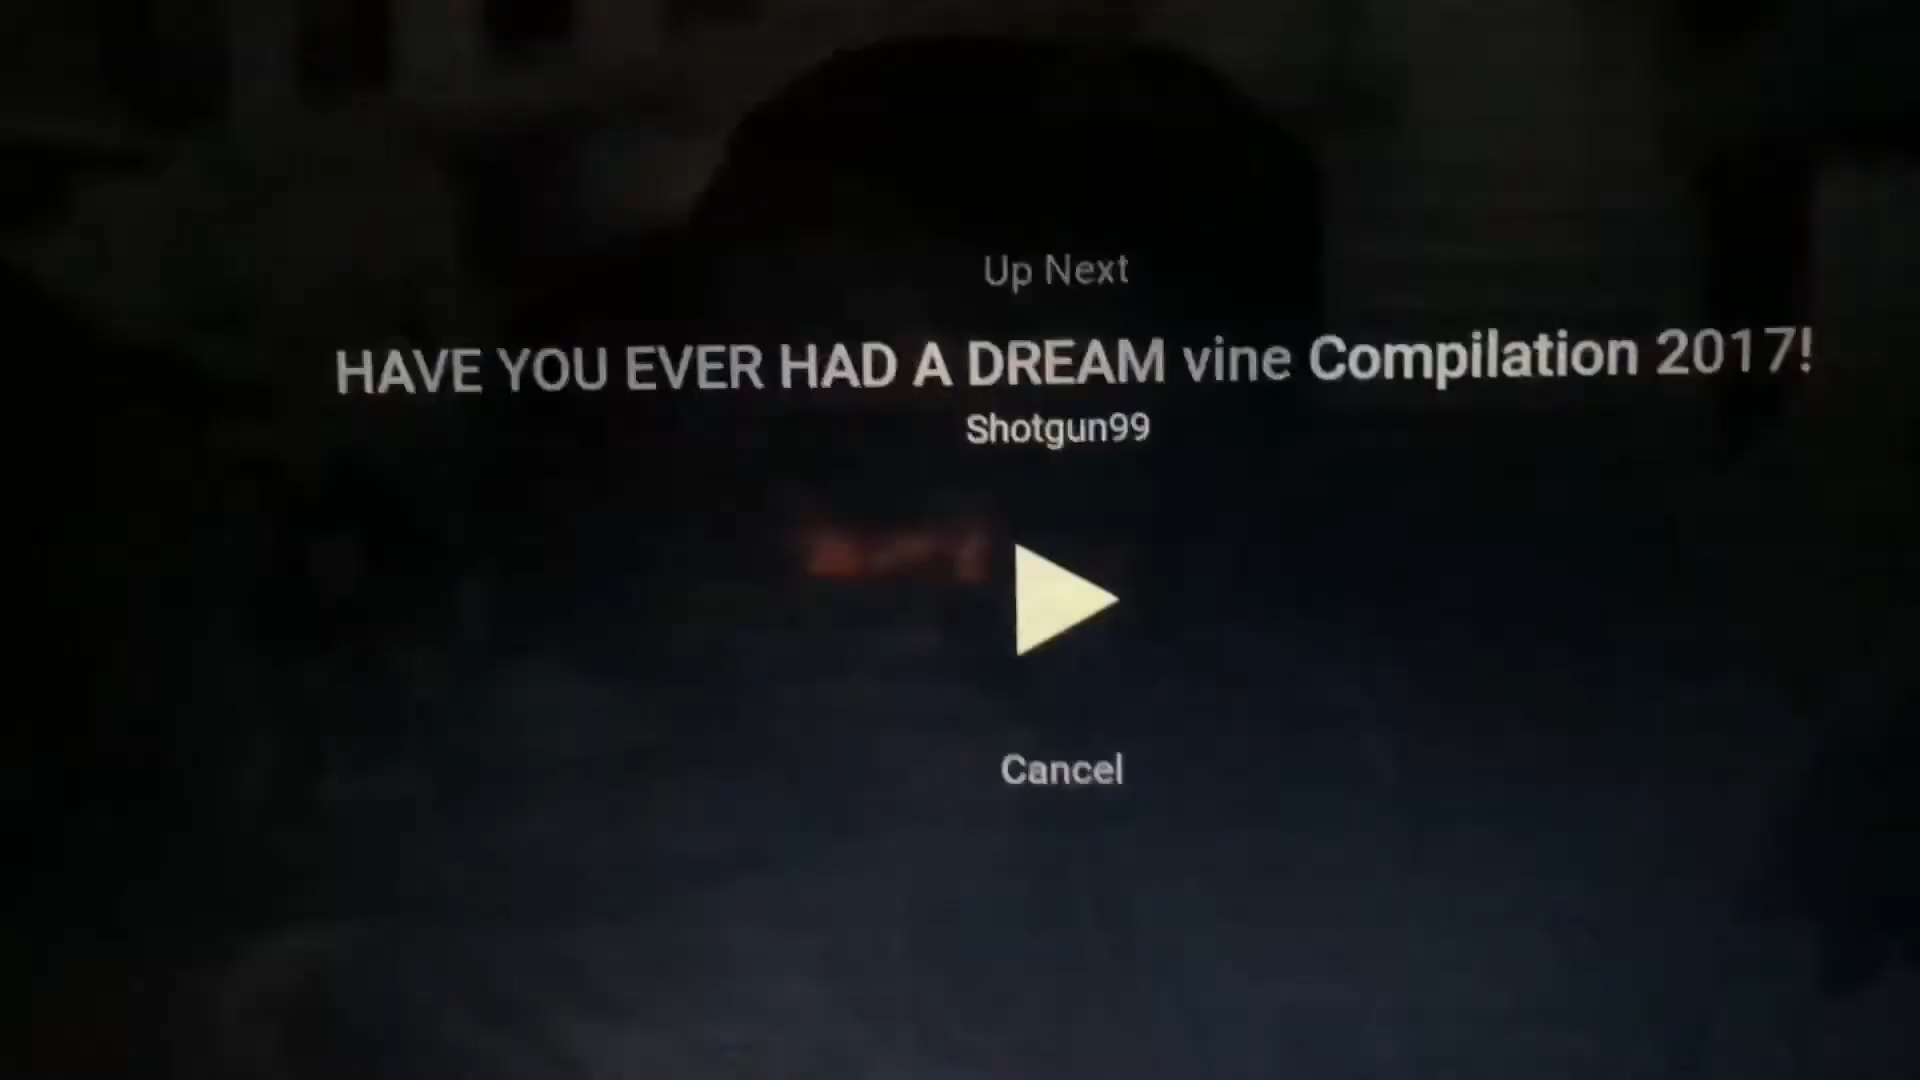 Up Next
HAVE YOU EVER HAD A DREAM vine Compilation 2017!
Shotgun99
Cancel